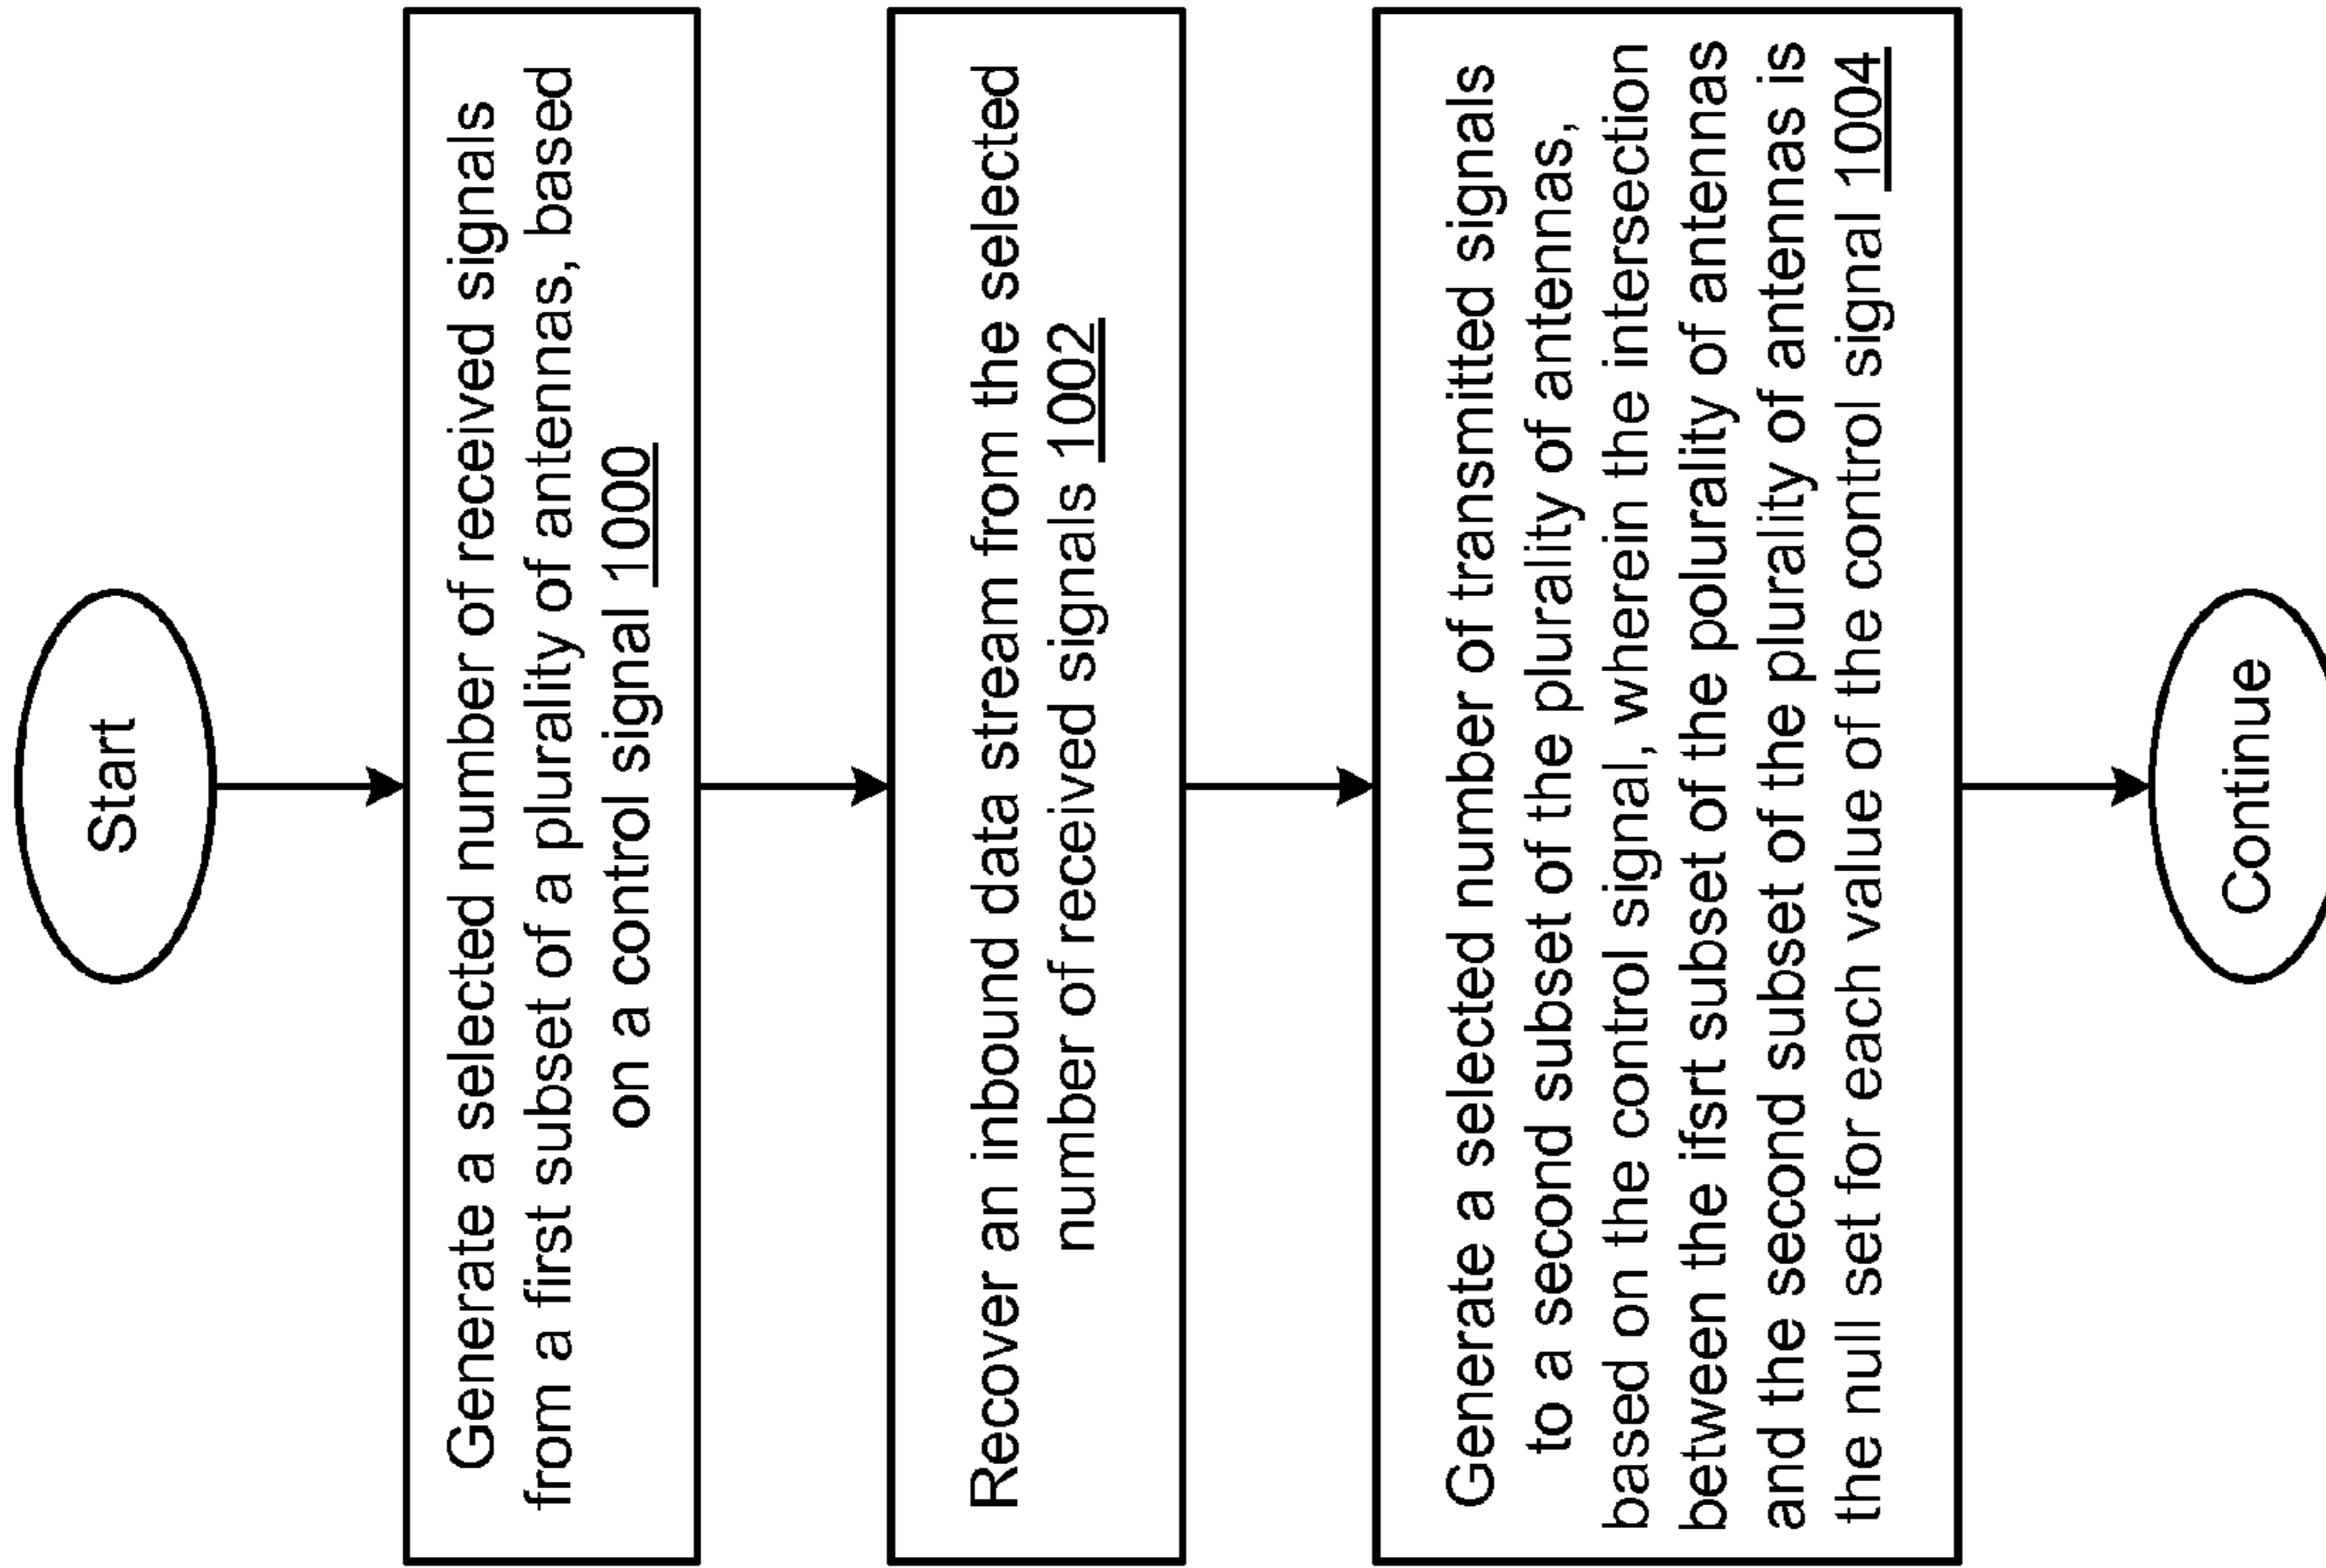 Start
Generate a selected number of received signals
from a first subset of a plurality of antennas, based
on a control signal 1000
Recover an inbound data stream from the selected
number of received signals 1002
Generate a selected number of transmitted signals
to a second subset of the plurality of antennas,
based on the control signal, wherein the intersection
between the ifsrt subset of the polurality of antennas
and the second subset of the plurality of antennas is
the null set for each value of the control signal 1004
Continue